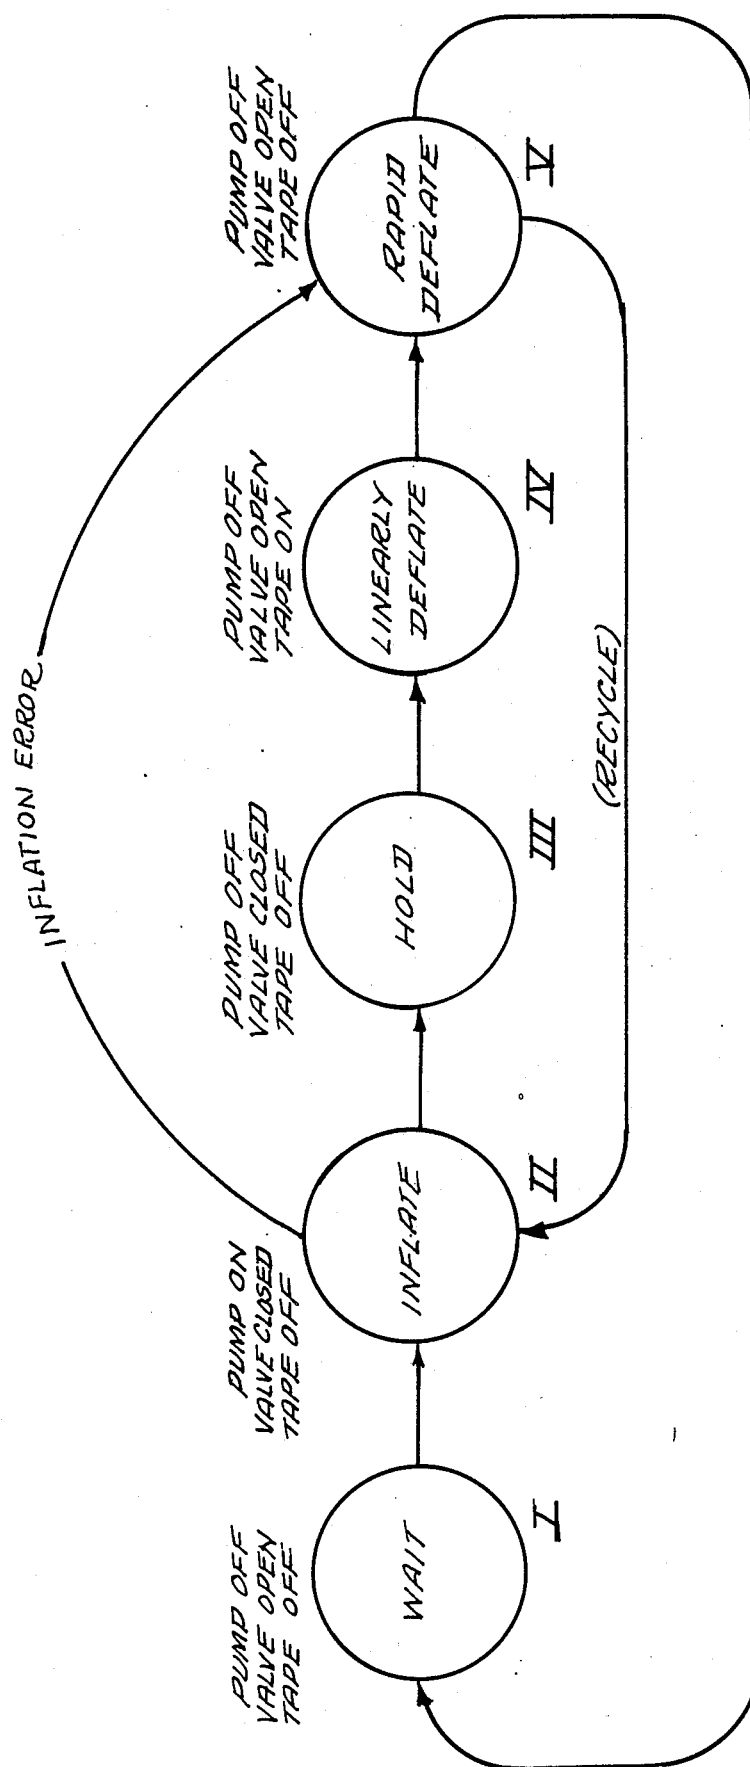 INFLATION ERROR
PUMP OFF
VALVE OPEN
TAPE OFF
WAIT
I
PUMP ON
VALVE CLOSED
TAPE OFF
INFLATE
II
PUMP OFF
VALVE CLOSED
TAPE OFF
HOLD
III
PUMP OFF
VALVE OPEN
TAPE ON
LINEARLY
DEFLATE
IV
PUMP OFF
VALVE OPEN
TAPE OFF
RAPID
DEFLATE
V
(RECYCLE)